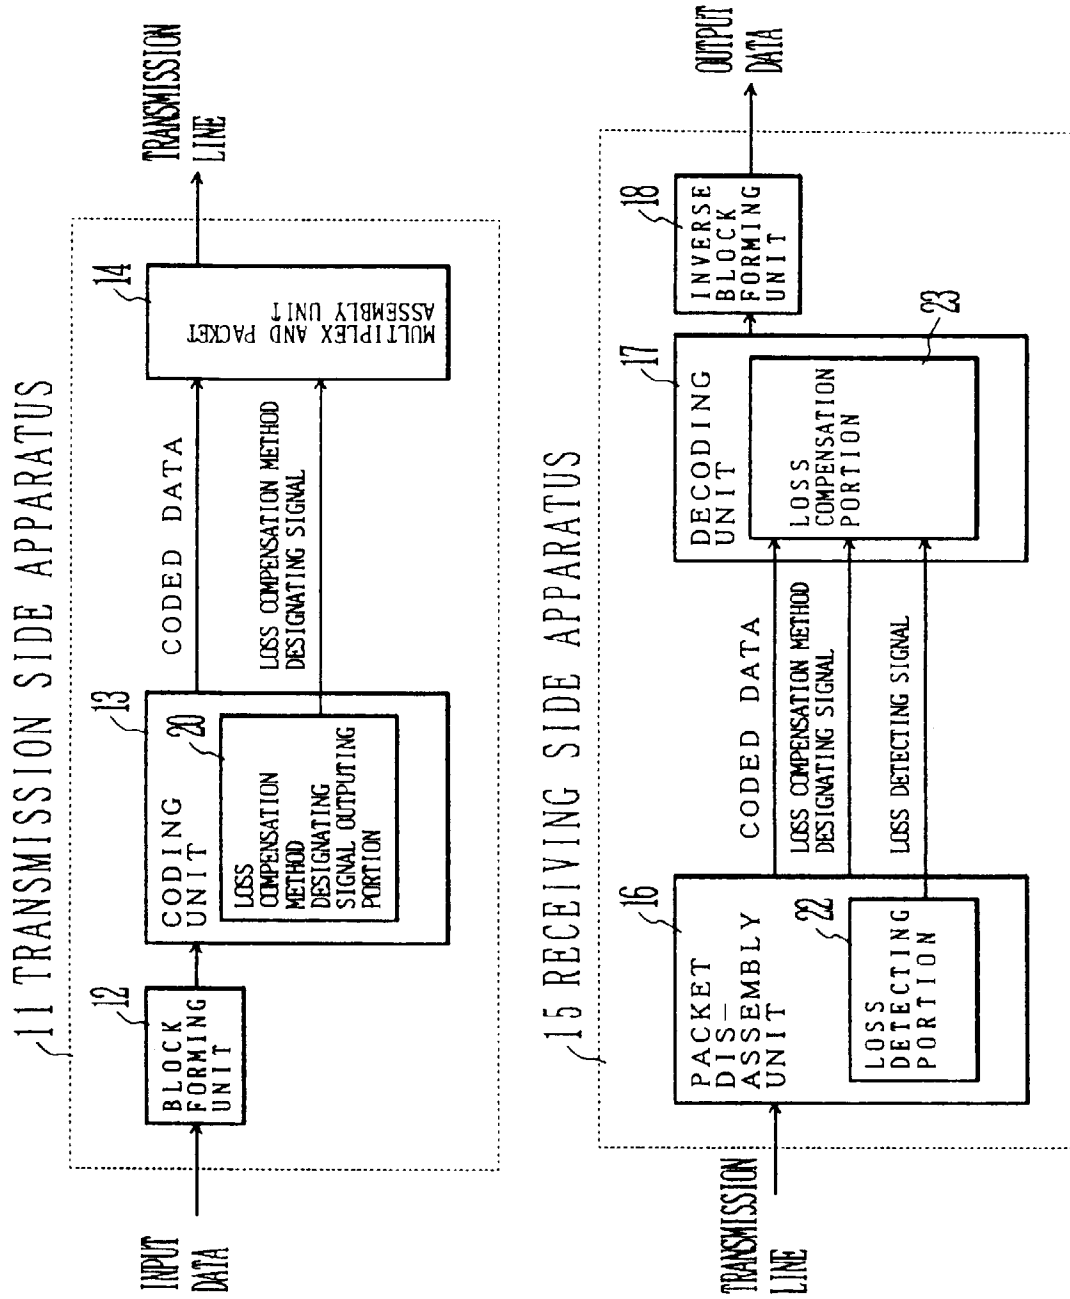 11 TRANSMISSION SIDE APPARATUS
INPUT
DATA
12
BLOCK
FORMING
UNIT
13
CODING
UNIT
20
LOSS
COMPENSATION
METHOD
DESIGNATING
SIGNAL OUTPUTING
PORTION
CODED DATA
LOSS COMPENSATION METHOD
DESIGNATING SIGNAL
14
MULTIPLEX AND PACKET
ASSEMBLY UNIT
TRANSMISSION
LINE
15 RECEIVING SIDE APPARATUS
TRANSMISSION
LINE
16
PACKET
DIS-
ASSEMBLY
UNIT
22
LOSS
DETECTING
PORTION
CODED DATA
LOSS COMPENSATION METHOD
DESIGNATING SIGNAL
LOSS DETECTING SIGNAL
17
DECODING
UNIT
LOSS
COMPENSATION
PORTION
23
18
INVERSE
BLOCK
FORMING
UNIT
OUTPUT
DATA